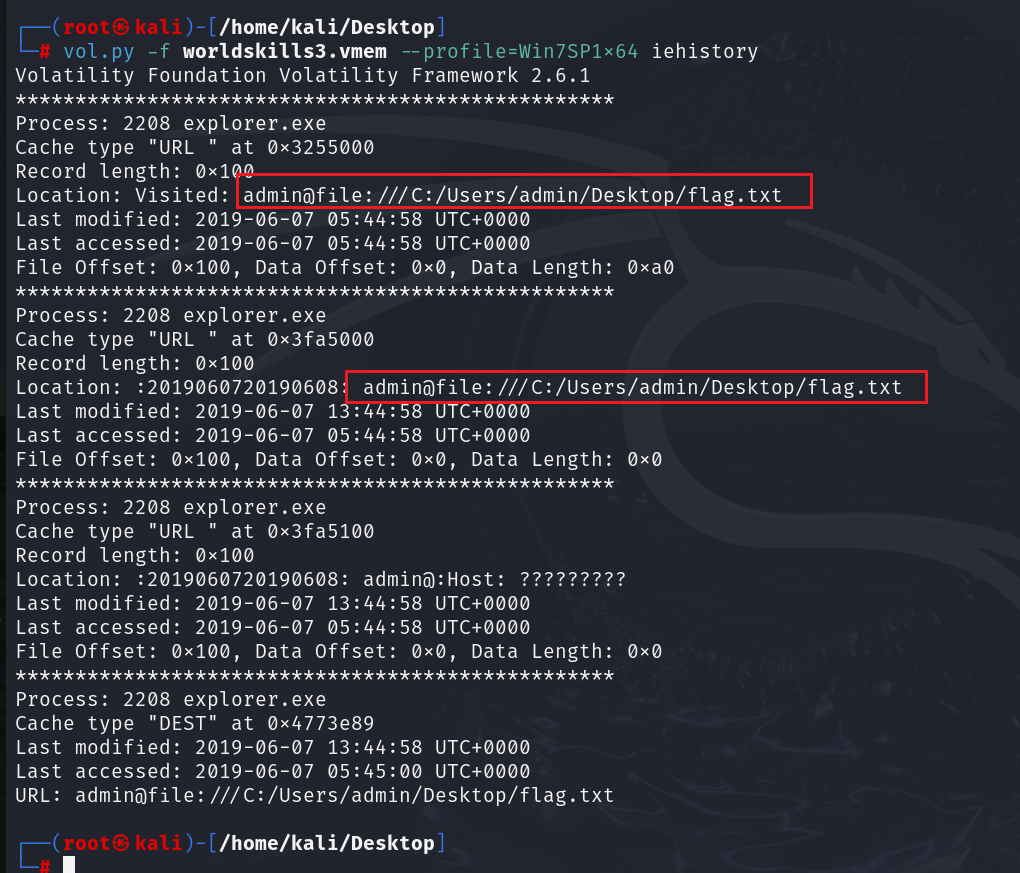 ┌──(root㉿kali)-[/home/kali/Desktop]
└─# vol.py -f worldskills3.vmem --profile=Win7SP1x64 iehistory
Volatility Foundation Volatility Framework 2.6.1
**************************************************
Process: 2208 explorer.exe
Cache type "URL " at 0x3255000
Record length: 0x100
Location: Visited: admin@file:///C:/Users/admin/Desktop/flag.txt
Last modified: 2019-06-07 05:44:58 UTC+0000
Last accessed: 2019-06-07 05:44:58 UTC+0000
File Offset: 0x100, Data Offset: 0x0, Data Length: 0xa0
**************************************************
Process: 2208 explorer.exe
Cache type "URL " at 0x3fa5000
Record length: 0x100
Location: :2019060720190608: admin@file:///C:/Users/admin/Desktop/flag.txt
Last modified: 2019-06-07 13:44:58 UTC+0000
Last accessed: 2019-06-07 05:44:58 UTC+0000
File Offset: 0x100, Data Offset: 0x0, Data Length: 0x0
**************************************************
Process: 2208 explorer.exe
Cache type "URL " at 0x3fa5100
Record length: 0x100
Location: :2019060720190608: admin@:Host: ?????????
Last modified: 2019-06-07 13:44:58 UTC+0000
Last accessed: 2019-06-07 05:44:58 UTC+0000
File Offset: 0x100, Data Offset: 0x0, Data Length: 0x0
**************************************************
Process: 2208 explorer.exe
Cache type "DEST" at 0x4773e89
Last modified: 2019-06-07 13:44:58 UTC+0000
Last accessed: 2019-06-07 05:45:00 UTC+0000
URL: admin@file:///C:/Users/admin/Desktop/flag.txt
┌──(root㉿kali)-[/home/kali/Desktop]
└─#